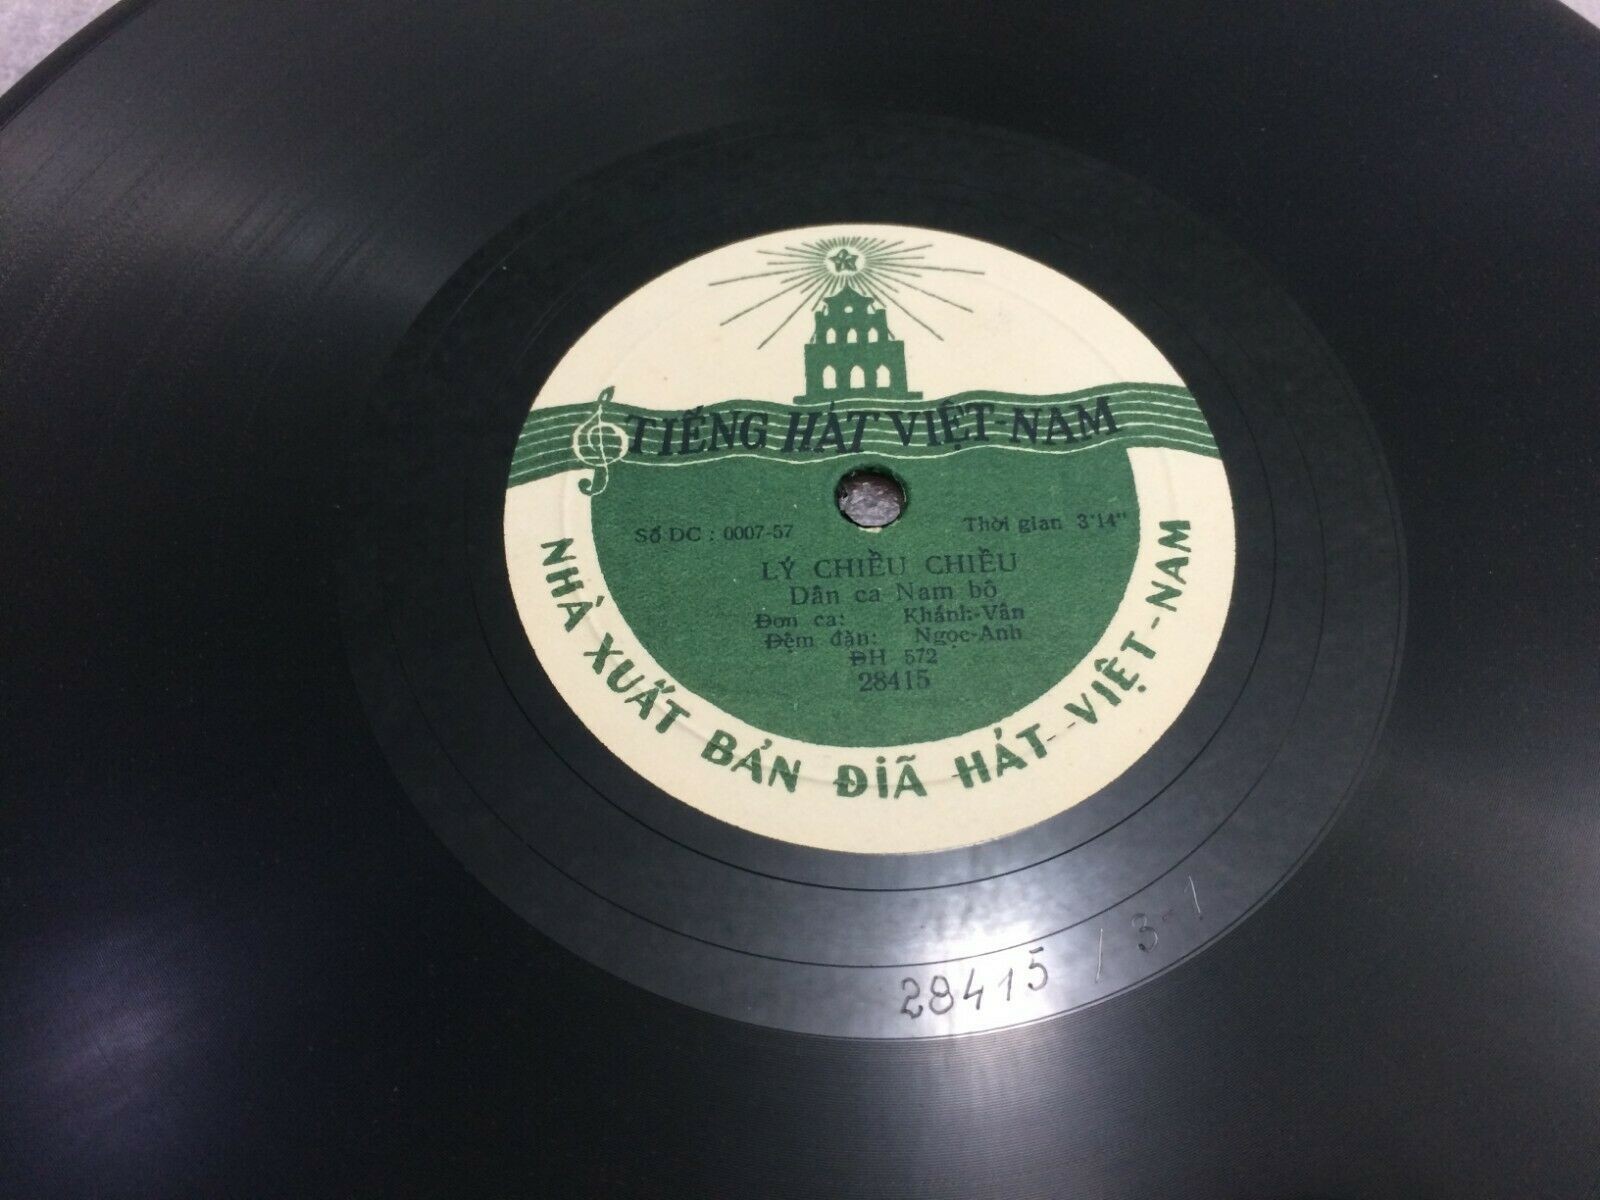 TIẾNG HÁT VIỆT-NAM
Số DC : 0007-57
Thời gian 3'14"
LÝ CHIỀU CHIỀU
Dân ca Nam bộ
Đơn ca: Khánh-Vân
Đệm đàn: Ngọc-Anh
ĐH 572
28415
NHÀ XUẤT BẢN ĐĨA HÁT VIỆT-NAM
28415 / 3-1